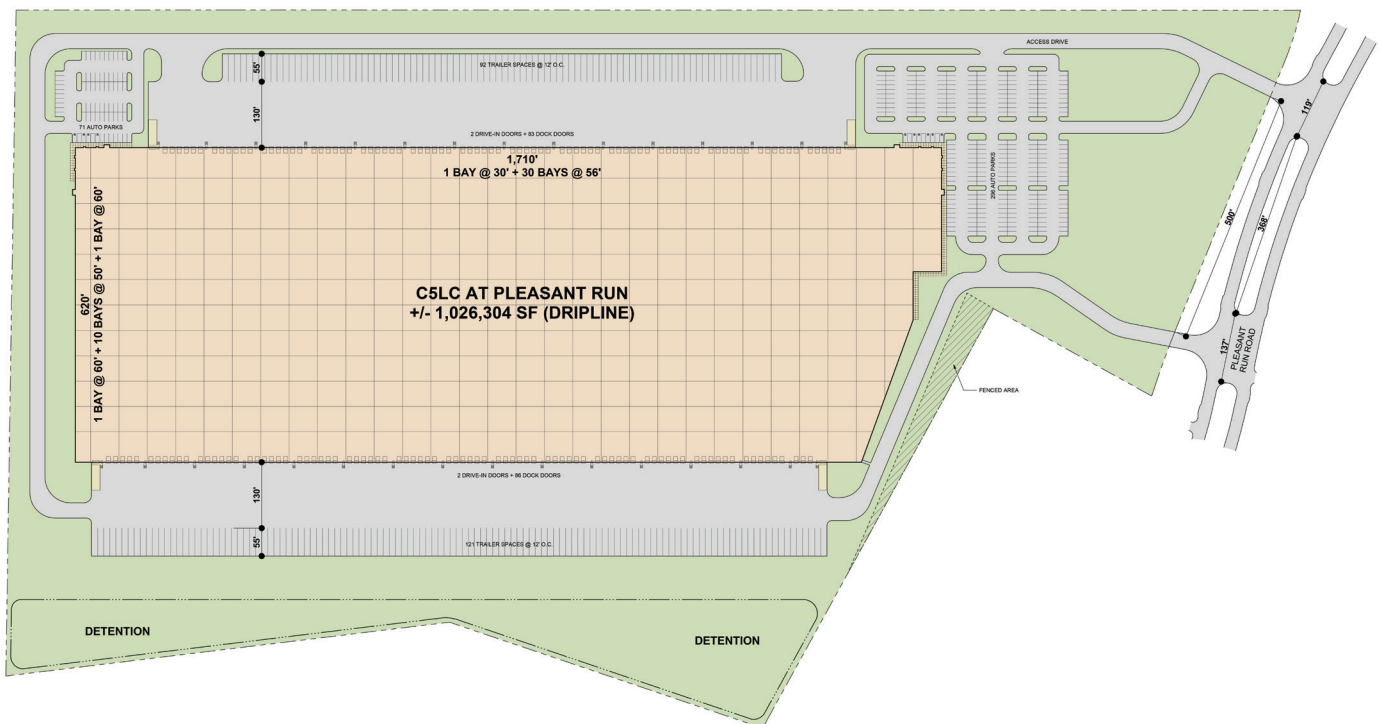 ACCESS DRIVE
55'
92 TRAILER SPACES @ 12' O.C.
130'
119'
71 AUTO PARKS
2 DRIVE-IN DOORS + 83 DOCK DOORS
1,710'
1 BAY @ 30' + 30 BAYS @ 56'
296 AUTO PARKS
500'
368'
620'
1 BAY @ 60' + 10 BAYS @ 50' + 1 BAY @ 60'
C5LC AT PLEASANT RUN
+/- 1,026,304 SF (DRIPLINE)
137'
PLEASANT
RUN ROAD
FENCED AREA
2 DRIVE-IN DOORS + 86 DOCK DOORS
130'
55'
121 TRAILER SPACES @ 12' O.C.
DETENTION
DETENTION